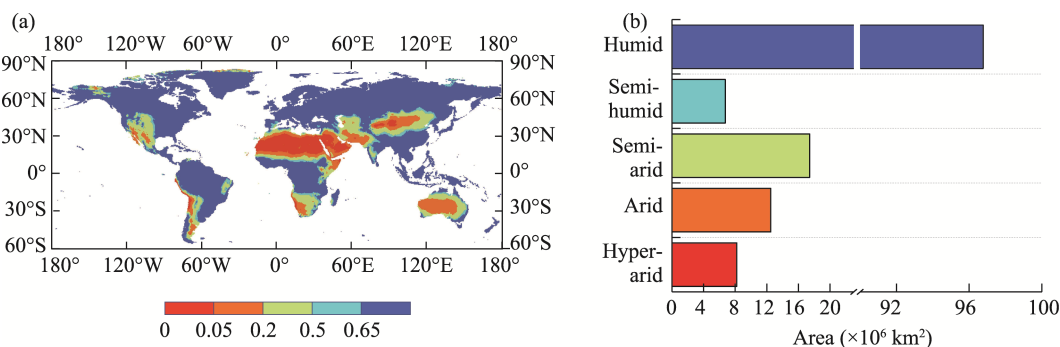 (a)
180° 120°W 60°W 0° 60°E 120°E 180°
90°N 90°N
60°N 60°N
30°N 30°N
0° 0°
30°S 30°S
60°S 60°S
180° 120°W 60°W 0° 60°E 120°E 180°
0 0.05 0.2 0.5 0.65
(b)
Humid
Semi-
humid
Semi-
arid
Arid
Hyper-
arid
0 4 8 12 16 20 92 96 100
Area (×10⁶ km²)